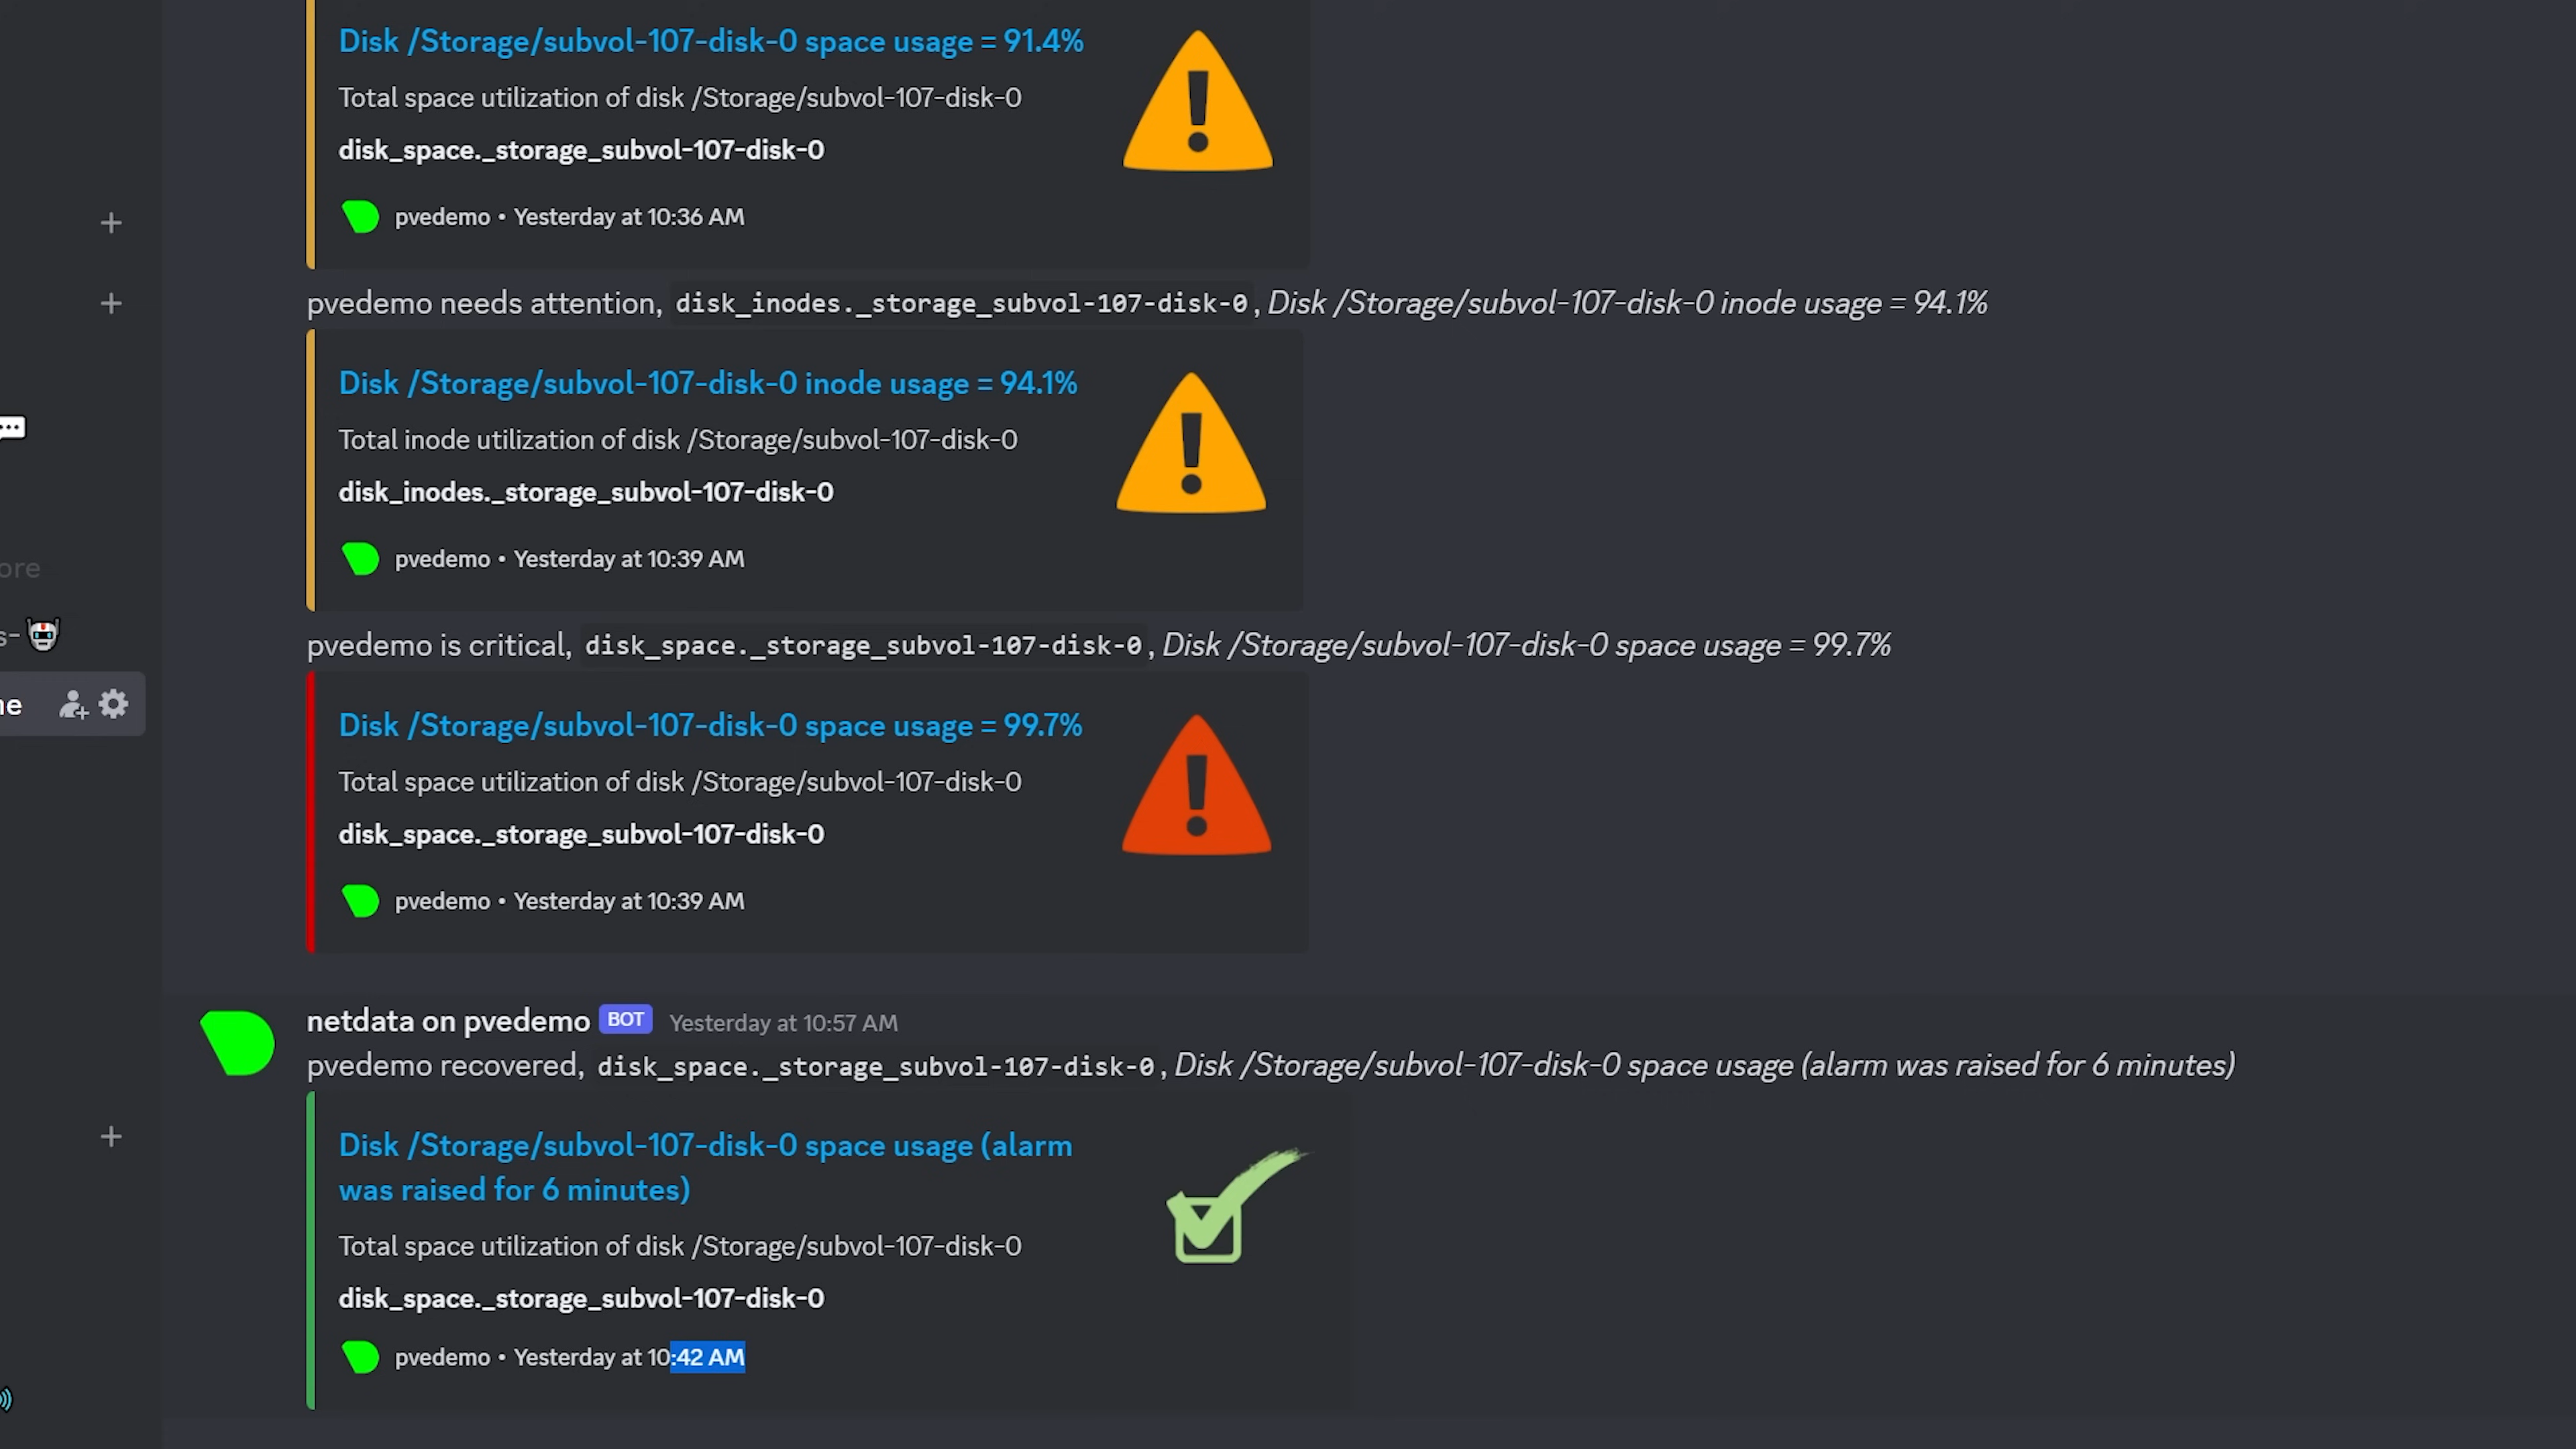 Disk /Storage/subvol-107-disk-0 space usage = 91.4%
Total space utilization of disk /Storage/subvol-107-disk-0
disk_space._storage_subvol-107-disk-0
pvedemo • Yesterday at 10:36 AM
pvedemo needs attention, disk_inodes._storage_subvol-107-disk-0, Disk /Storage/subvol-107-disk-0 inode usage = 94.1%
Disk /Storage/subvol-107-disk-0 inode usage = 94.1%
Total inode utilization of disk /Storage/subvol-107-disk-0
disk_inodes._storage_subvol-107-disk-0
pvedemo • Yesterday at 10:39 AM
ore
s-
pvedemo is critical, disk_space._storage_subvol-107-disk-0, Disk /Storage/subvol-107-disk-0 space usage = 99.7%
ne
Disk /Storage/subvol-107-disk-0 space usage = 99.7%
Total space utilization of disk /Storage/subvol-107-disk-0
disk_space._storage_subvol-107-disk-0
pvedemo • Yesterday at 10:39 AM
netdata on pvedemo BOT Yesterday at 10:57 AM
pvedemo recovered, disk_space._storage_subvol-107-disk-0, Disk /Storage/subvol-107-disk-0 space usage (alarm was raised for 6 minutes)
Disk /Storage/subvol-107-disk-0 space usage (alarm
was raised for 6 minutes)
Total space utilization of disk /Storage/subvol-107-disk-0
disk_space._storage_subvol-107-disk-0
pvedemo • Yesterday at 10:42 AM